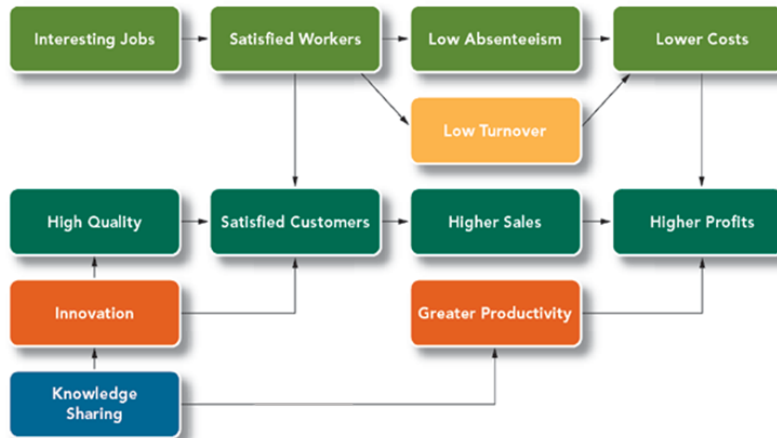 Interesting Jobs
Satisfied Workers
Low Absenteeism
Lower Costs
Low Turnover
High Quality
Satisfied Customers
Higher Sales
Higher Profits
Innovation
Greater Productivity
Knowledge
Sharing